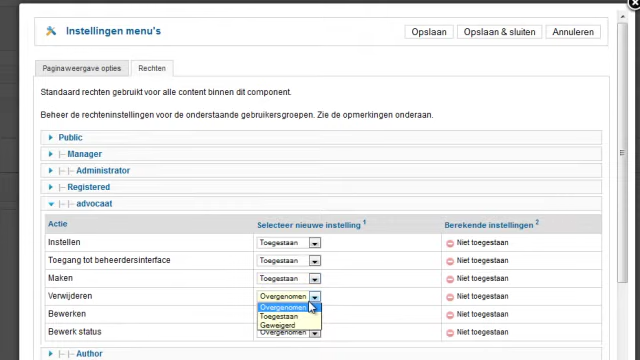 Instellingen menu's
Opslaan
Opslaan & sluiten
Annuleren
Paginaweergave opties
Rechten
Standaard rechten gebruikt voor alle content binnen dit component.
Beheer de rechteninstellingen voor de onderstaande gebruikersgroepen. Zie de opmerkingen onderaan.
Public
|– Manager
|– |– Administrator
|– Registered
|– |– advocaat
Actie Selecteer nieuwe instelling 1 Berekende instellingen 2
Instellen Toegestaan Niet toegestaan
Toegang tot beheerdersinterface Toegestaan Niet toegestaan
Maken Toegestaan Niet toegestaan
Verwijderen Overgenomen Niet toegestaan
Overgenomen
Bewerken Toegestaan Niet toegestaan
Geweigerd
Bewerk status Overgenomen Niet toegestaan
|– |– Author